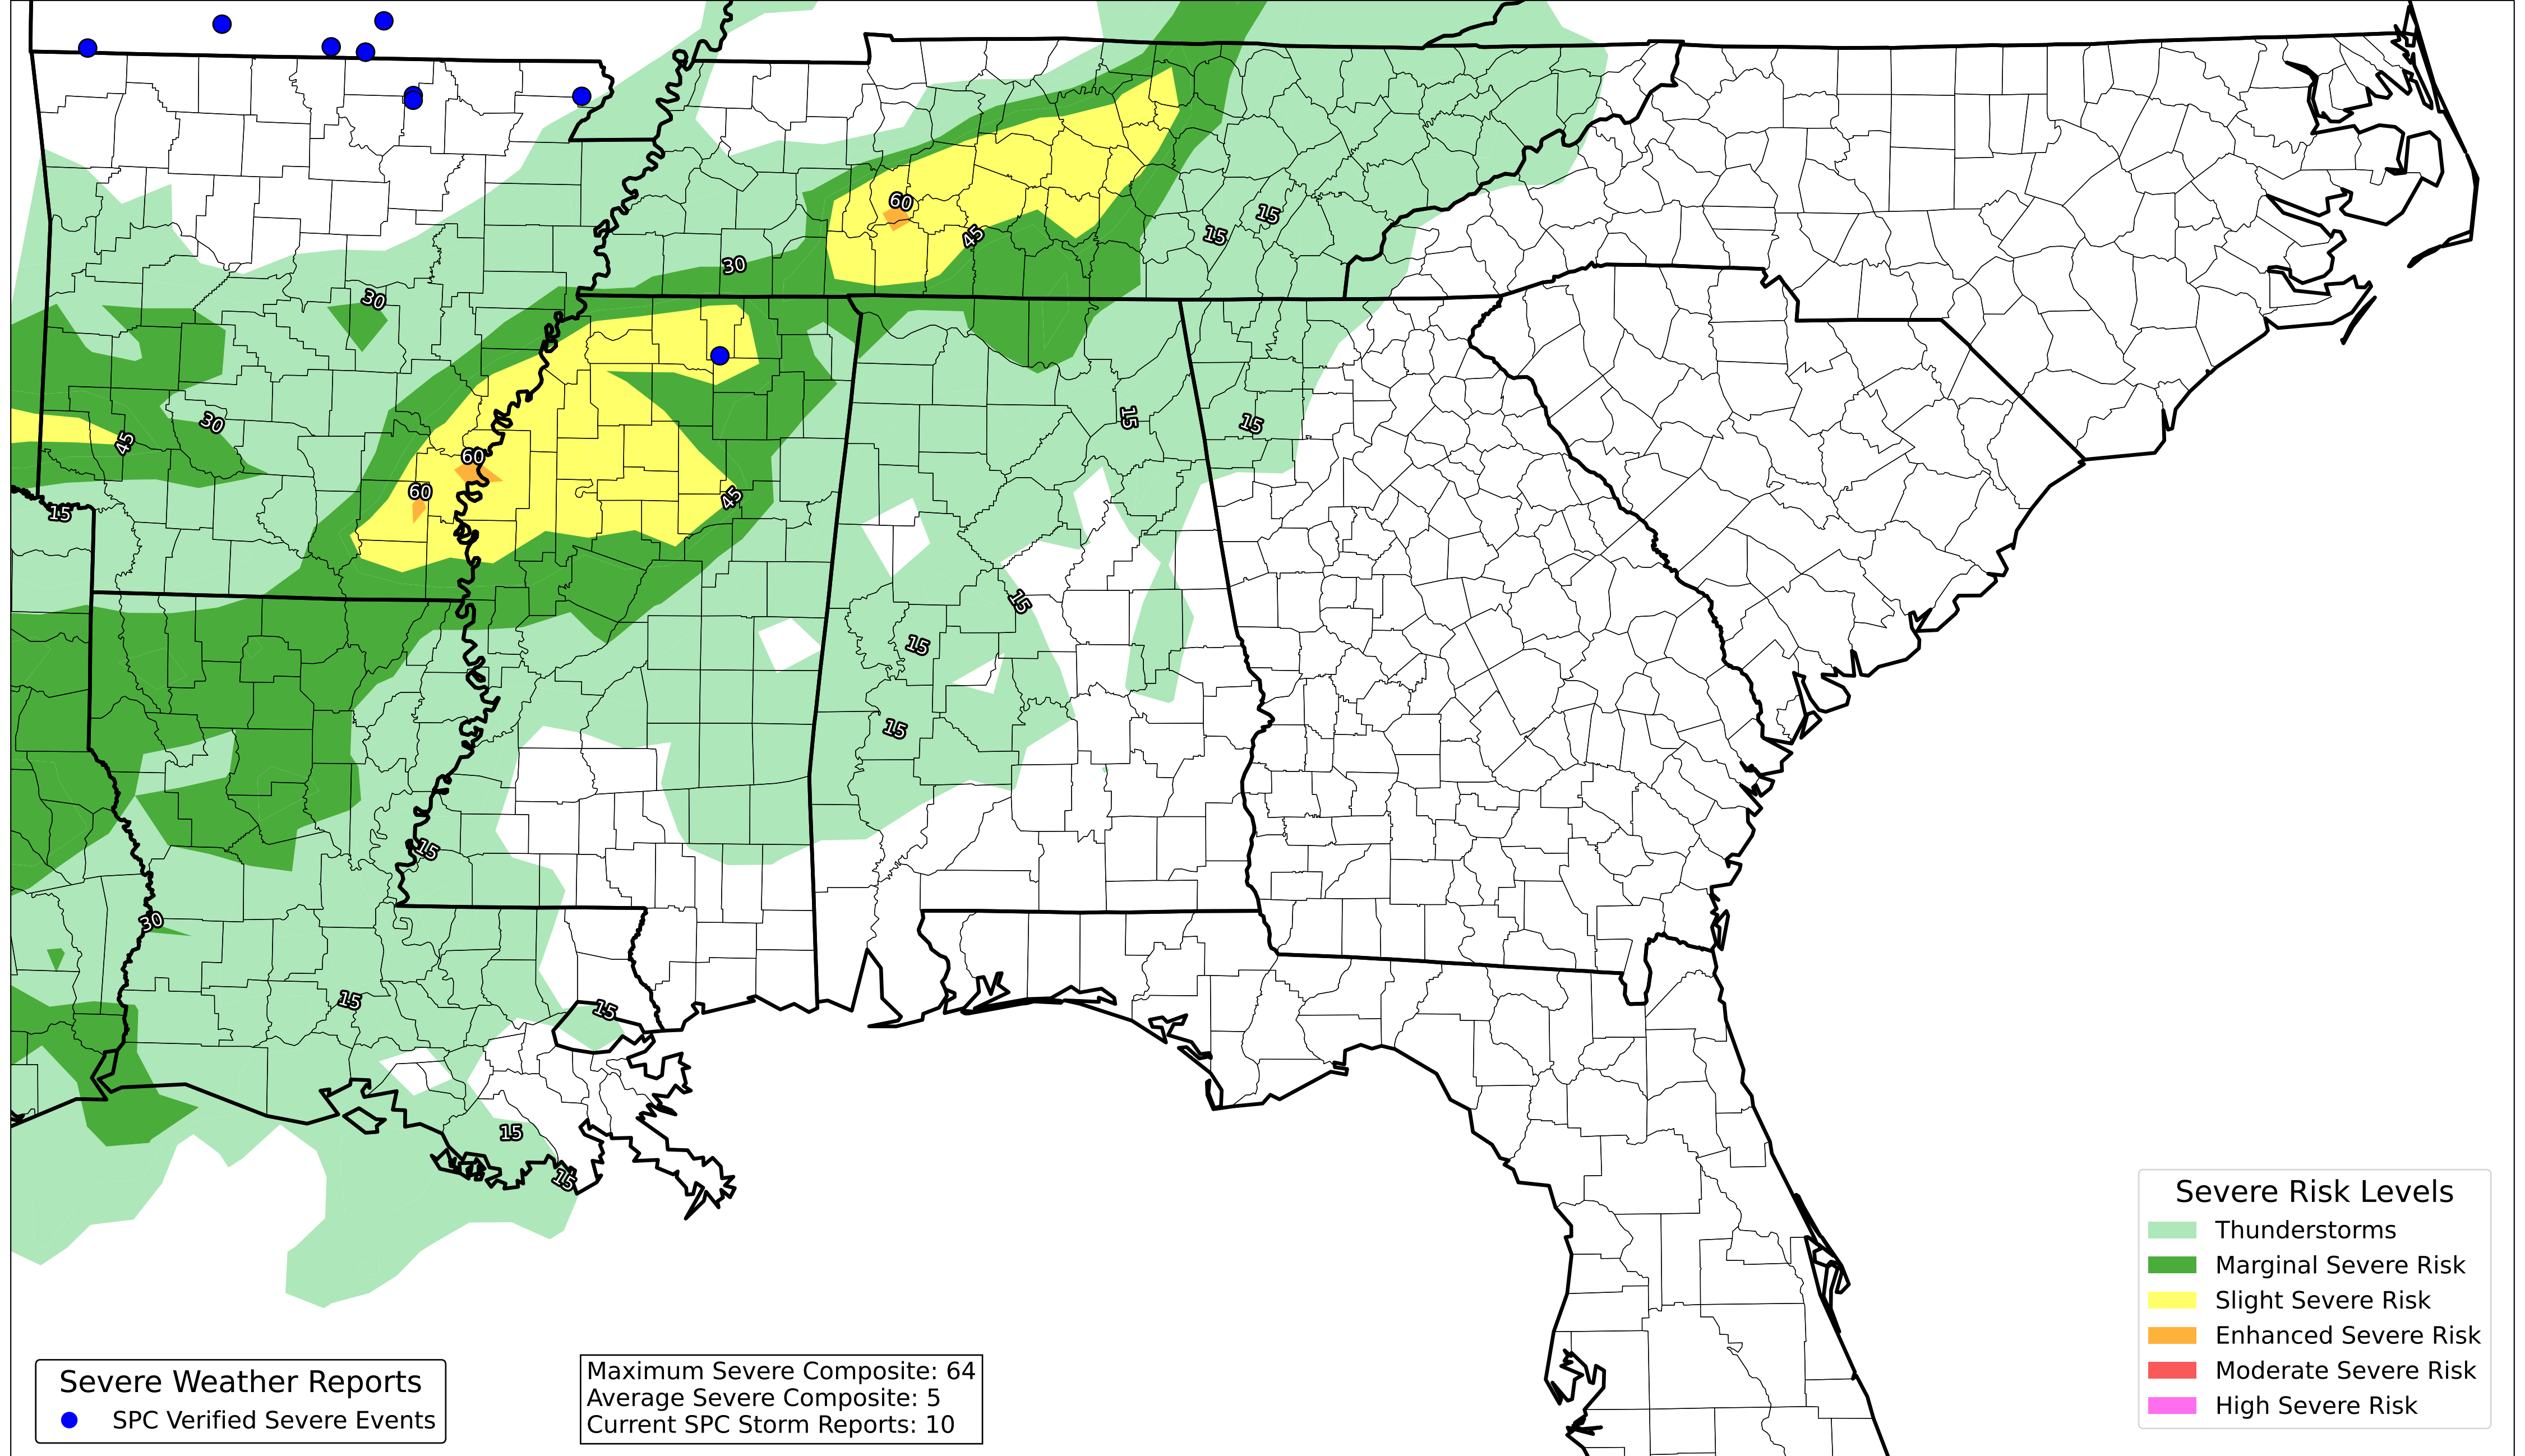 60
15
15
45
30
30
15
15
30
45
60
60
45
15
15
15
15
15
30
15
15
15
15
Severe Risk Levels
Thunderstorms
Marginal Severe Risk
Slight Severe Risk
Enhanced Severe Risk
Moderate Severe Risk
High Severe Risk
Severe Weather Reports
SPC Verified Severe Events
Maximum Severe Composite: 64
Average Severe Composite: 5
Current SPC Storm Reports: 10